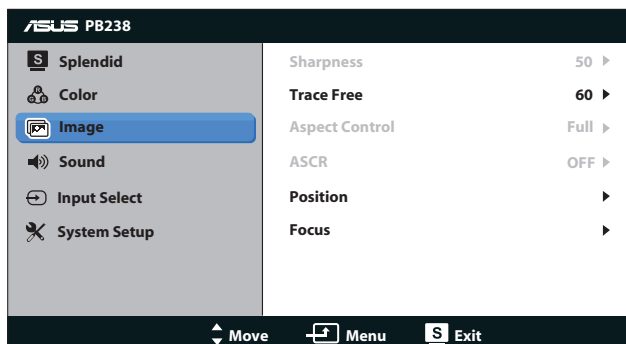 ASUS PB238
S Splendid
R G B Color
Image
Sound
Input Select
System Setup
Sharpness 50
Trace Free 60
Aspect Control Full
ASCR OFF
Position
Focus
Move Menu S Exit